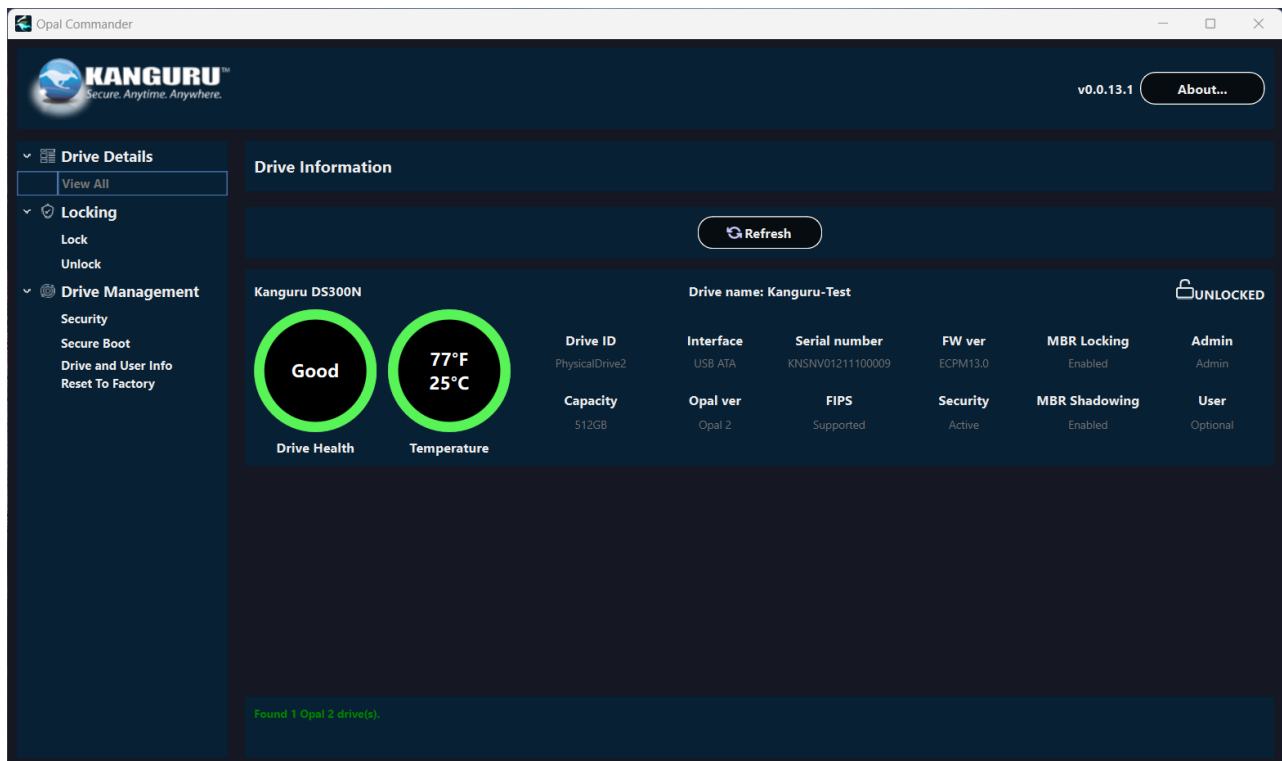 Opal Commander
KANGURU™
Secure. Anytime. Anywhere.
v0.0.13.1
About...
Drive Details
View All
Locking
Lock
Unlock
Drive Management
Security
Secure Boot
Drive and User Info
Reset To Factory
Drive Information
Refresh
Kanguru DS300N
Drive name: Kanguru-Test
UNLOCKED
Good
Drive Health
77°F
25°C
Temperature
Drive ID Interface Serial number FW ver MBR Locking Admin
PhysicalDrive2 USB ATA KNSNV01211100009 ECPM13.0 Enabled Admin
Capacity Opal ver FIPS Security MBR Shadowing User
512GB Opal 2 Supported Active Enabled Optional
Found 1 Opal 2 drive(s).